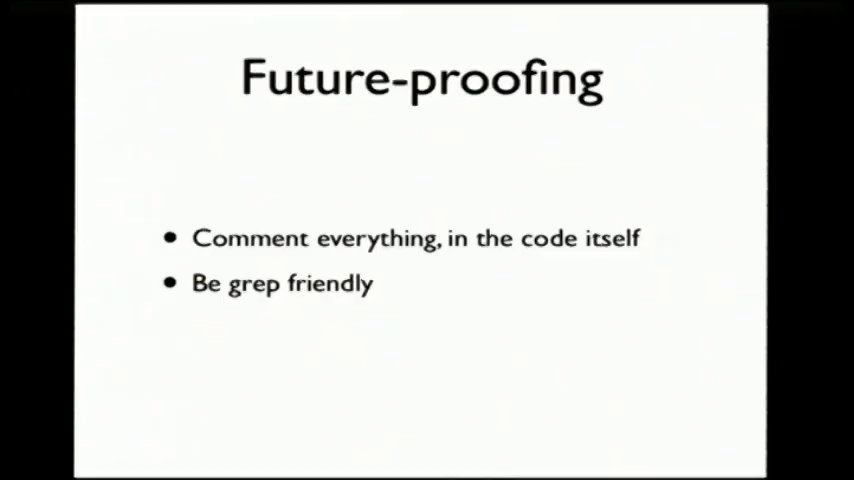 Future-proofing
Comment everything, in the code itself
Be grep friendly